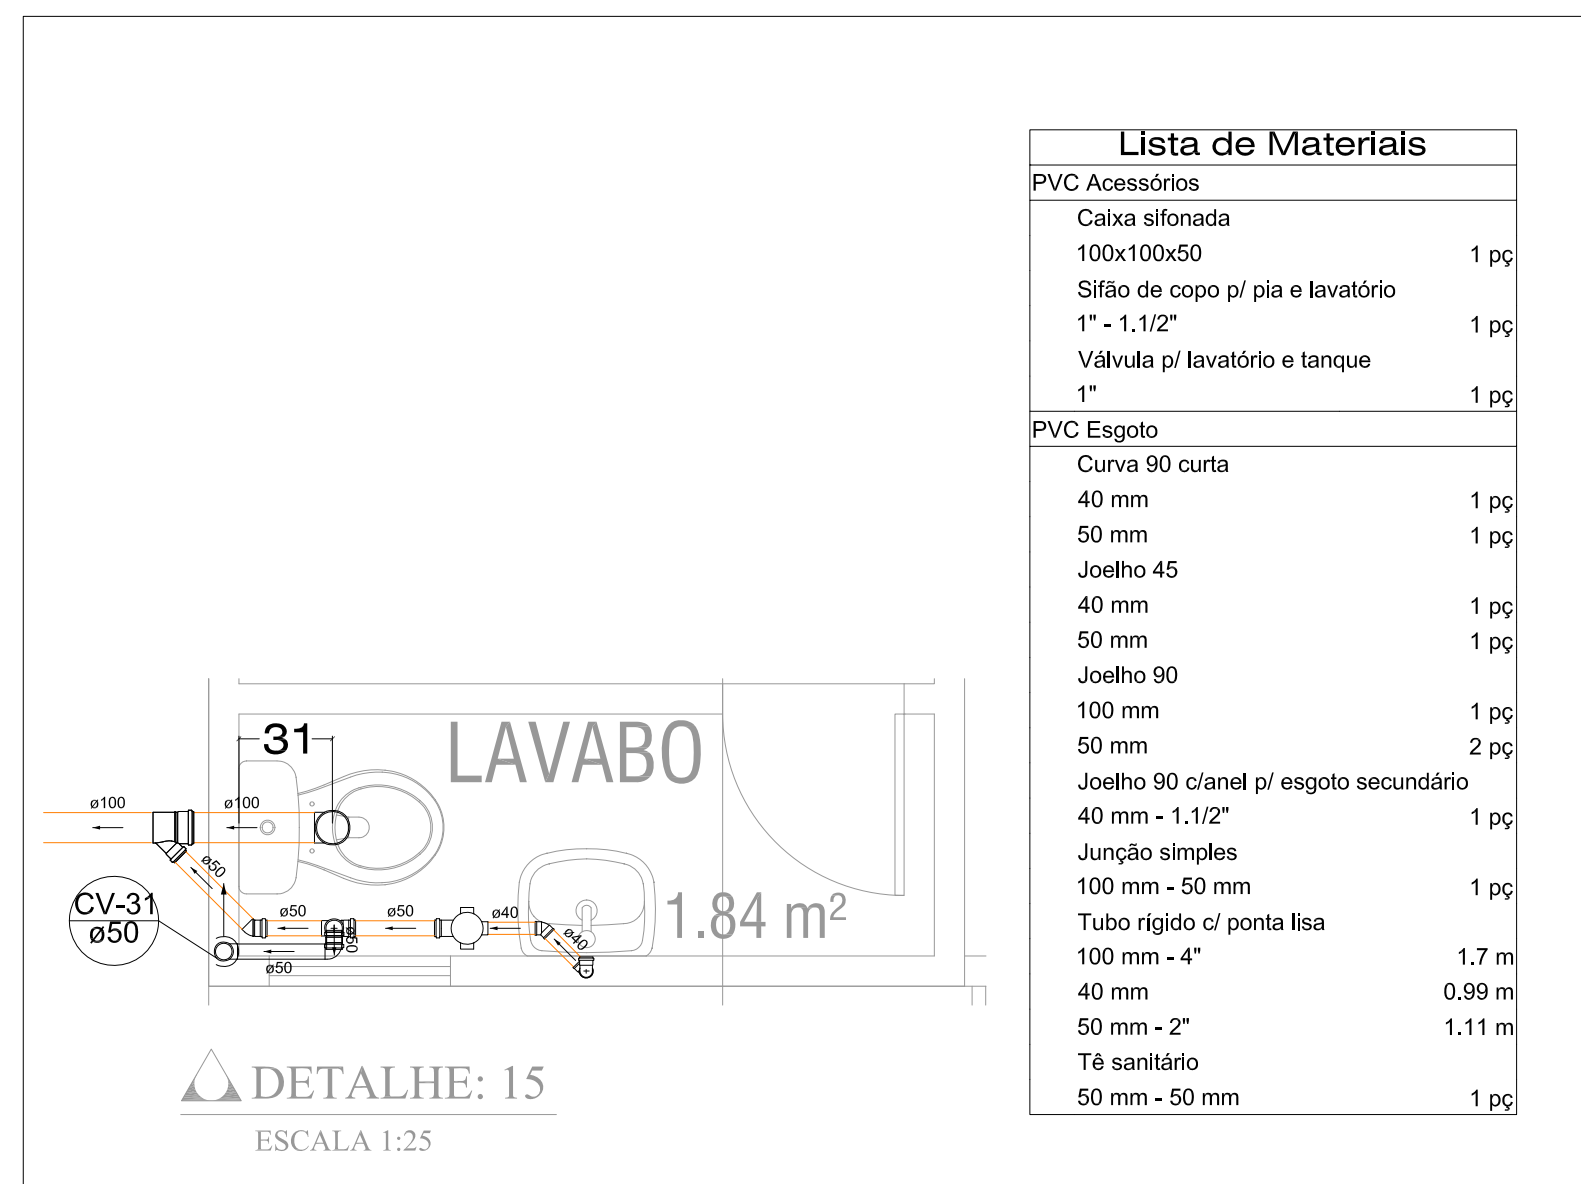 Lista de Materiais
PVC Acessórios
Caixa sifonada
100x100x50 1 pç
Sifão de copo p/ pia e lavatório
1" - 1.1/2" 1 pç
Válvula p/ lavatório e tanque
1" 1 pç
PVC Esgoto
Curva 90 curta
40 mm 1 pç
50 mm 1 pç
Joelho 45
40 mm 1 pç
50 mm 1 pç
Joelho 90
100 mm 1 pç
50 mm 2 pç
Joelho 90 c/anel p/ esgoto secundário
40 mm - 1.1/2" 1 pç
Junção simples
100 mm - 50 mm 1 pç
Tubo rígido c/ ponta lisa
100 mm - 4" 1.7 m
40 mm 0.99 m
50 mm - 2" 1.11 m
Tê sanitário
50 mm - 50 mm 1 pç
31
LAVABO
ø100
ø100
ø50
CV-31
ø50
ø50
ø50
ø50
ø50
ø40
ø40
1.84 m²
DETALHE: 15
ESCALA 1:25